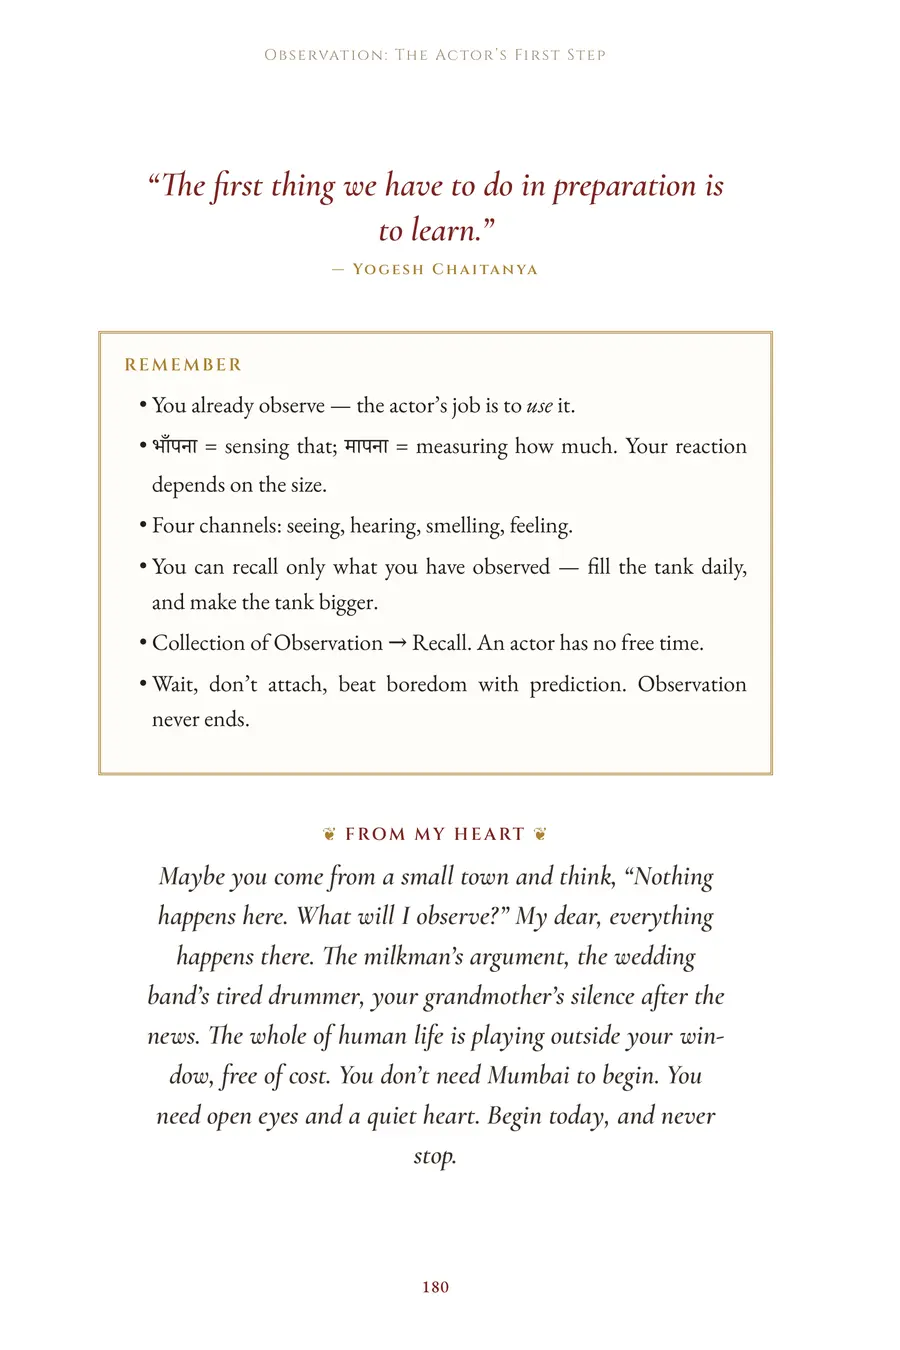 Observation: The Actor's First Step
“The first thing we have to do in preparation is
to learn.”
— Yogesh Chaitanya
REMEMBER
• You already observe — the actor's job is to use it.
• भाँपना = sensing that; मापना = measuring how much. Your reaction
depends on the size.
• Four channels: seeing, hearing, smelling, feeling.
• You can recall only what you have observed — fill the tank daily,
and make the tank bigger.
• Collection of Observation → Recall. An actor has no free time.
• Wait, don't attach, beat boredom with prediction. Observation
never ends.
❦ FROM MY HEART ❦
Maybe you come from a small town and think, “Nothing
happens here. What will I observe?” My dear, everything
happens there. The milkman's argument, the wedding
band's tired drummer, your grandmother's silence after the
news. The whole of human life is playing outside your win-
dow, free of cost. You don't need Mumbai to begin. You
need open eyes and a quiet heart. Begin today, and never
stop.
180